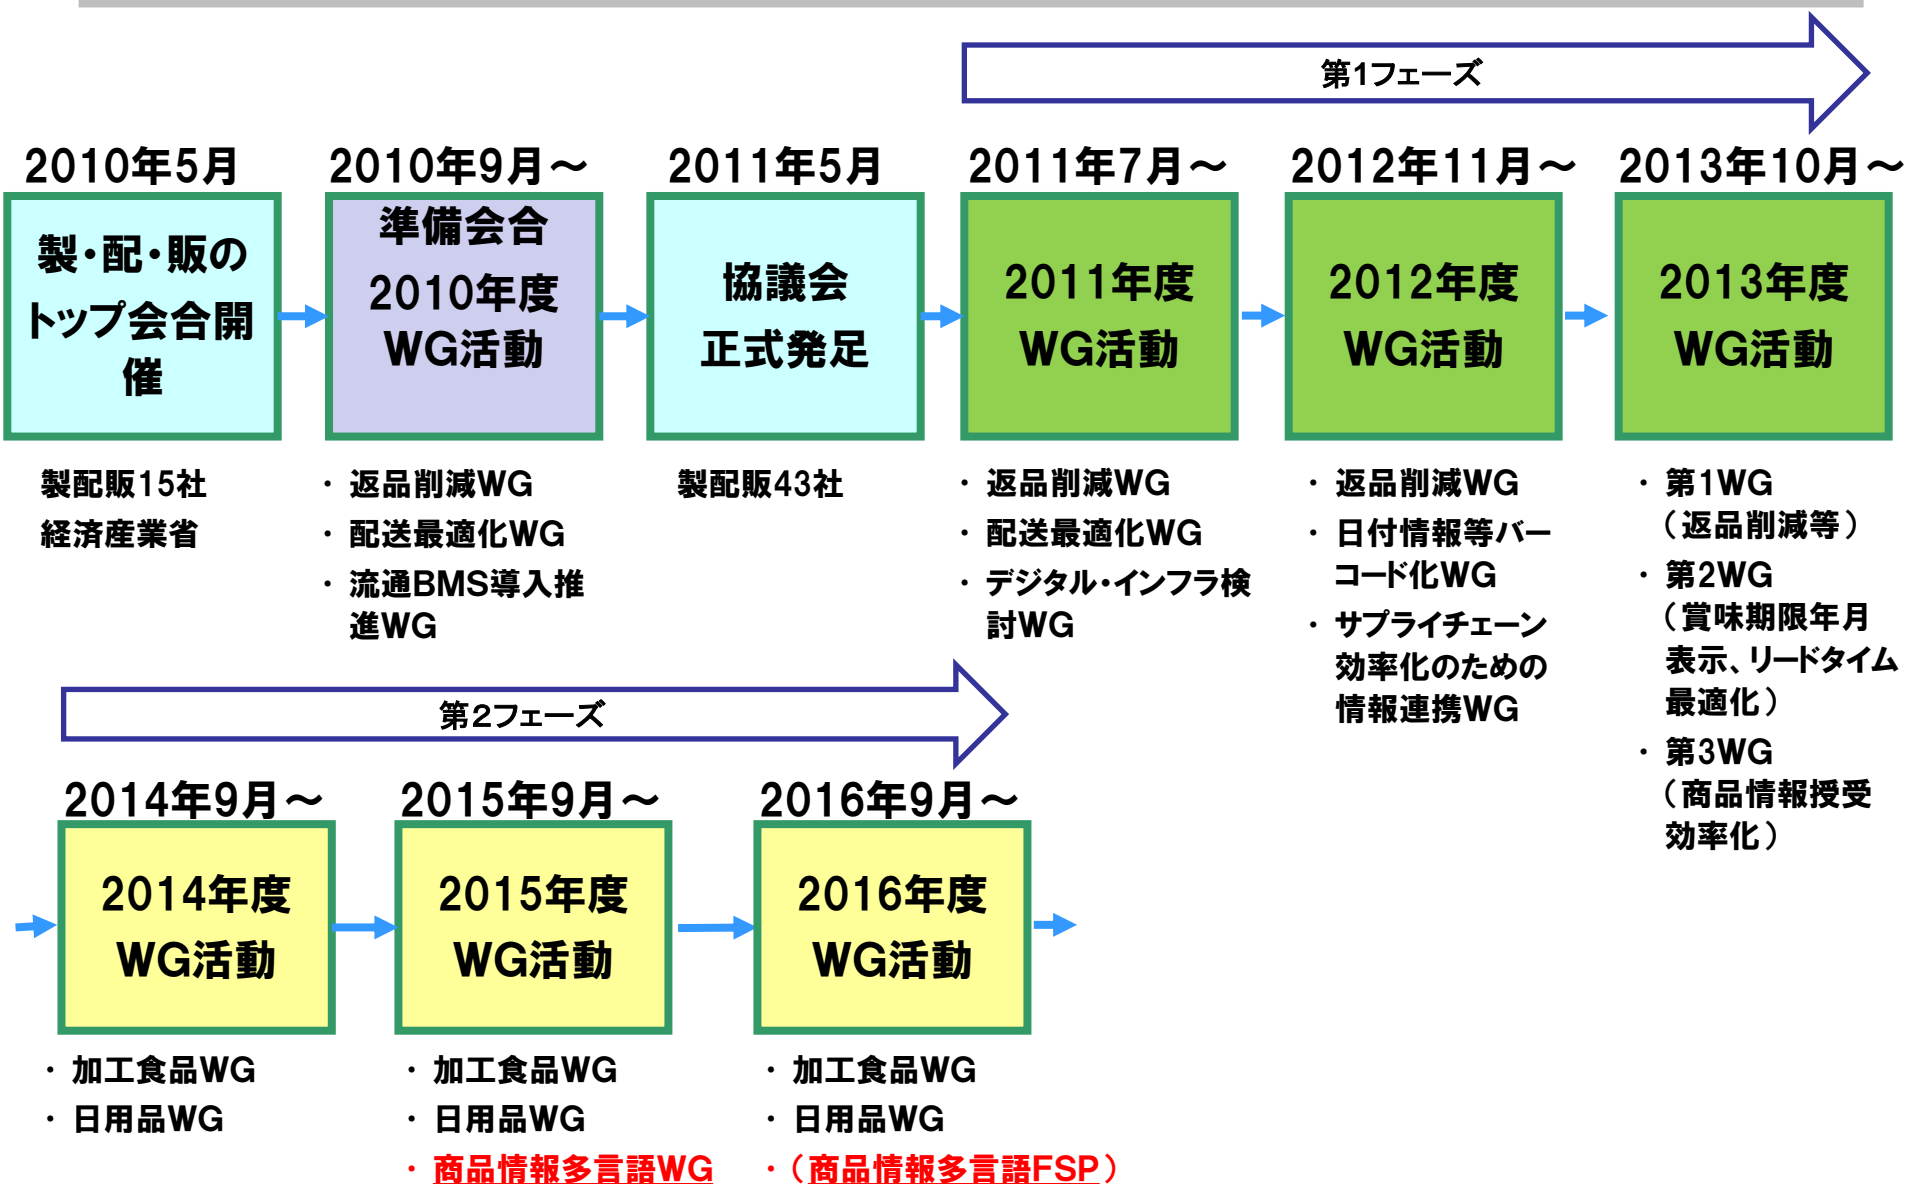 第1フェーズ
2010年5月
製・配・販の
トップ会合開
催
製配販15社
経済産業省
2010年9月～
準備会合
2010年度
WG活動
・ 返品削減WG
・ 配送最適化WG
・ 流通BMS導入推
進WG
2011年5月
協議会
正式発足
製配販43社
2011年7月～
2011年度
WG活動
・ 返品削減WG
・ 配送最適化WG
・ デジタル・インフラ検
討WG
2012年11月～
2012年度
WG活動
・ 返品削減WG
・ 日付情報等バー
コード化WG
・ サプライチェーン
効率化のための
情報連携WG
2013年10月～
2013年度
WG活動
・ 第1WG
（返品削減等）
・ 第2WG
（賞味期限年月
表示、リードタイム
最適化）
・ 第3WG
（商品情報授受
効率化）
第2フェーズ
2014年9月～
2014年度
WG活動
・ 加工食品WG
・ 日用品WG
2015年9月～
2015年度
WG活動
・ 加工食品WG
・ 日用品WG
・ 商品情報多言語WG
2016年9月～
2016年度
WG活動
・ 加工食品WG
・ 日用品WG
・（商品情報多言語FSP）